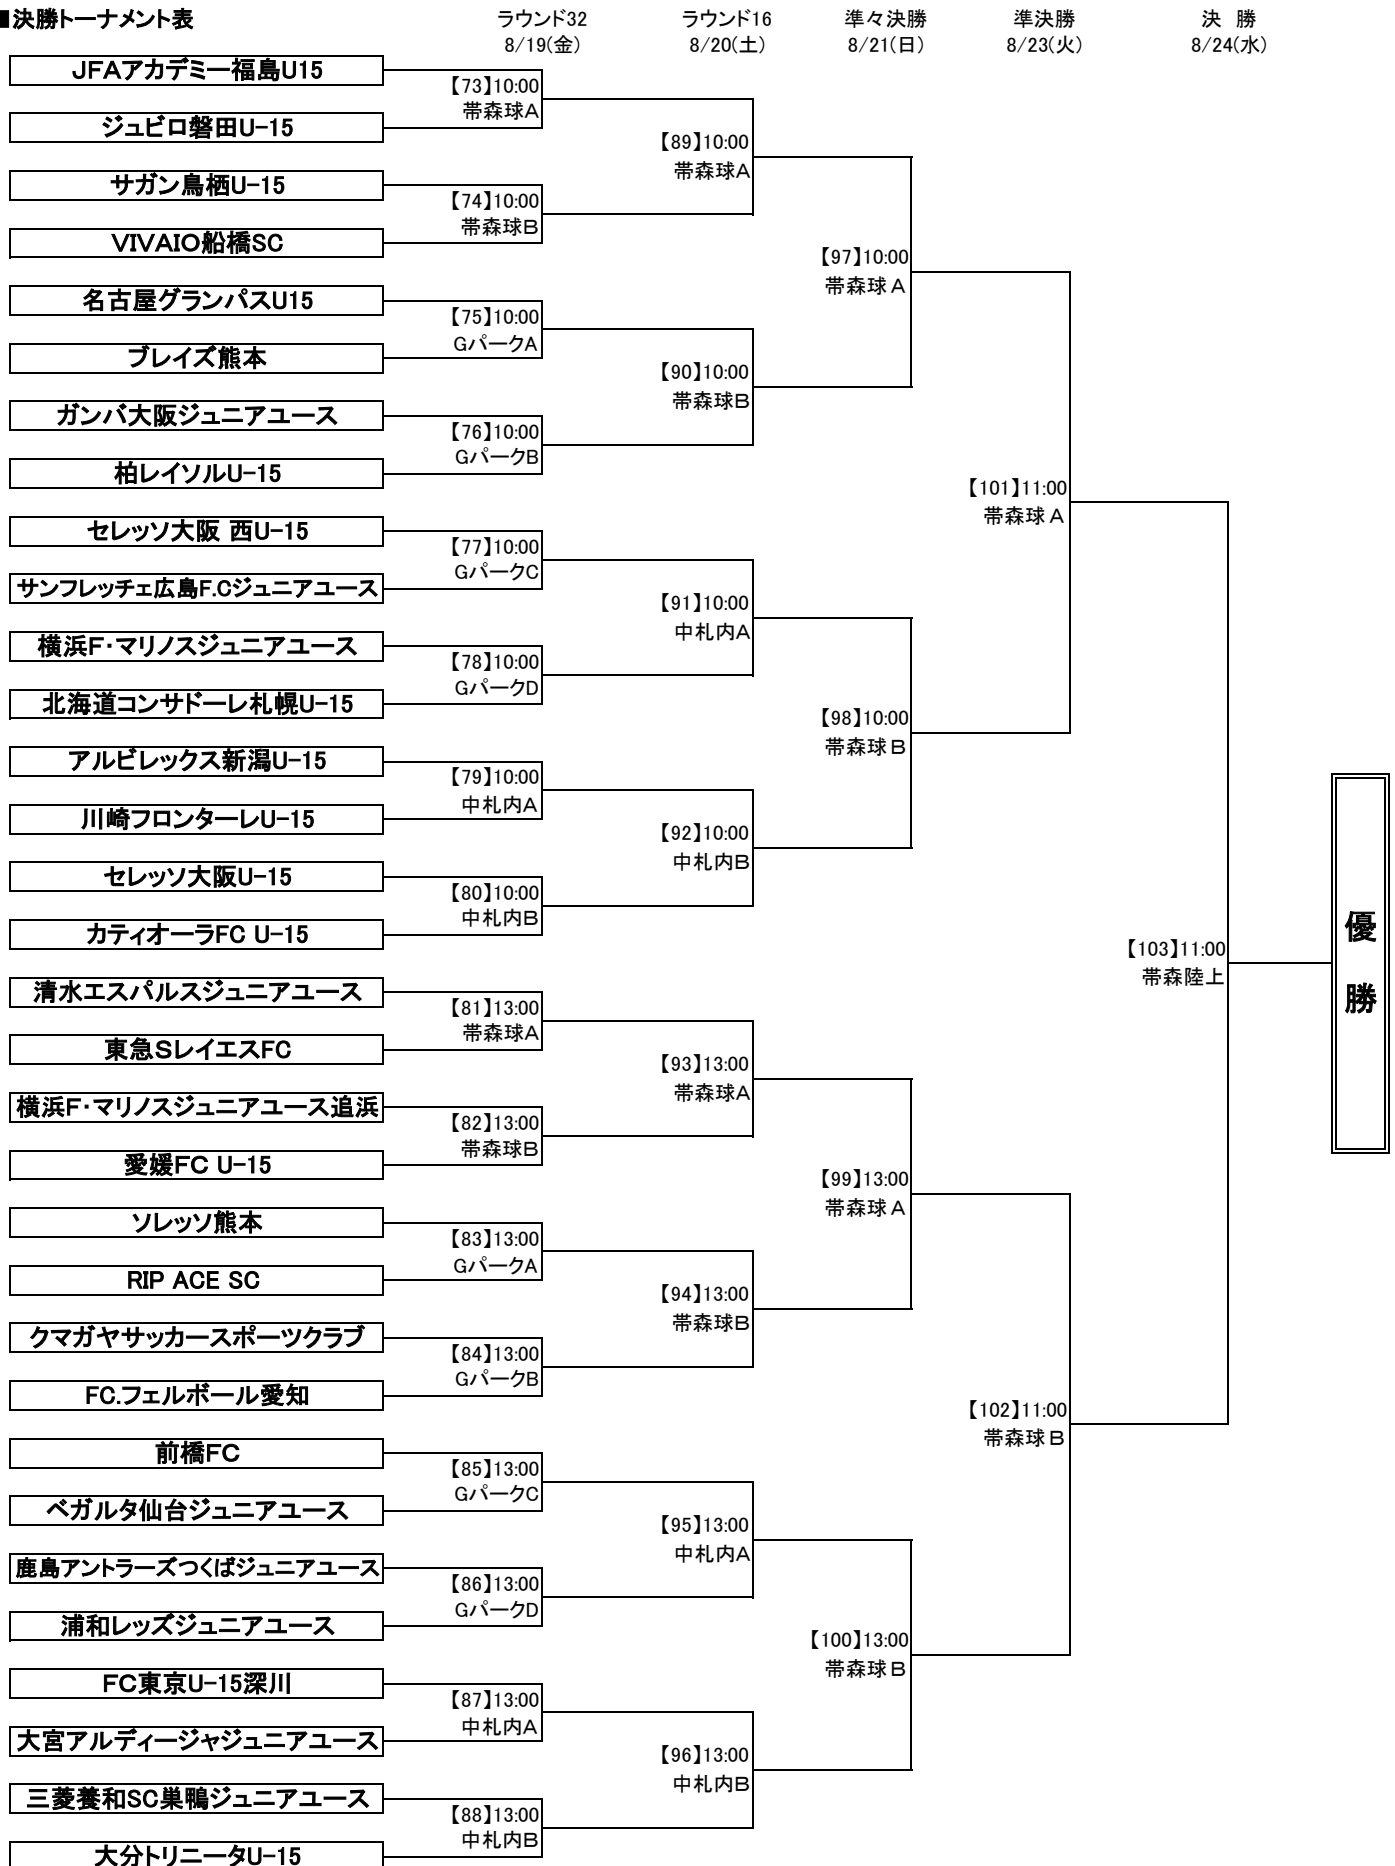 ■決勝トーナメント表
ラウンド32 ラウンド16 準々決勝 準決勝 決 勝
8/19(金) 8/20(土) 8/21(日) 8/23(火) 8/24(水)
JFAアカデミー福島U15
【73】10:00
帯森球A
ジュビロ磐田U-15
【89】10:00
帯森球A
サガン鳥栖U-15
【74】10:00
帯森球B
VIVAIO船橋SC
【97】10:00
帯森球A
名古屋グランパスU15
【75】10:00
GパークA
ブレイズ熊本
【90】10:00
帯森球B
ガンバ大阪ジュニアユース
【76】10:00
GパークB
柏レイソルU-15
【101】11:00
帯森球A
セレッソ大阪 西U-15
【77】10:00
GパークC
サンフレッチェ広島F.Cジュニアユース
【91】10:00
中札内A
横浜F・マリノスジュニアユース
【78】10:00
GパークD
北海道コンサドーレ札幌U-15
【98】10:00
帯森球B
アルビレックス新潟U-15
【79】10:00
中札内A
川崎フロンターレU-15
【92】10:00
中札内B
セレッソ大阪U-15
【80】10:00
中札内B
カティオーラFC U-15
【103】11:00
帯森陸上
優勝
清水エスパルスジュニアユース
【81】13:00
帯森球A
東急SレイエスFC
【93】13:00
帯森球A
横浜F・マリノスジュニアユース追浜
【82】13:00
帯森球B
愛媛FC U-15
【99】13:00
帯森球A
ソレッソ熊本
【83】13:00
GパークA
RIP ACE SC
【94】13:00
帯森球B
クマガヤサッカースポーツクラブ
【84】13:00
GパークB
FC.フェルボール愛知
【102】11:00
帯森球B
前橋FC
【85】13:00
GパークC
ベガルタ仙台ジュニアユース
【95】13:00
中札内A
鹿島アントラーズつくばジュニアユース
【86】13:00
GパークD
浦和レッズジュニアユース
【100】13:00
帯森球B
FC東京U-15深川
【87】13:00
中札内A
大宮アルディージャジュニアユース
【96】13:00
中札内B
三菱養和SC巣鴨ジュニアユース
【88】13:00
中札内B
大分トリニータU-15